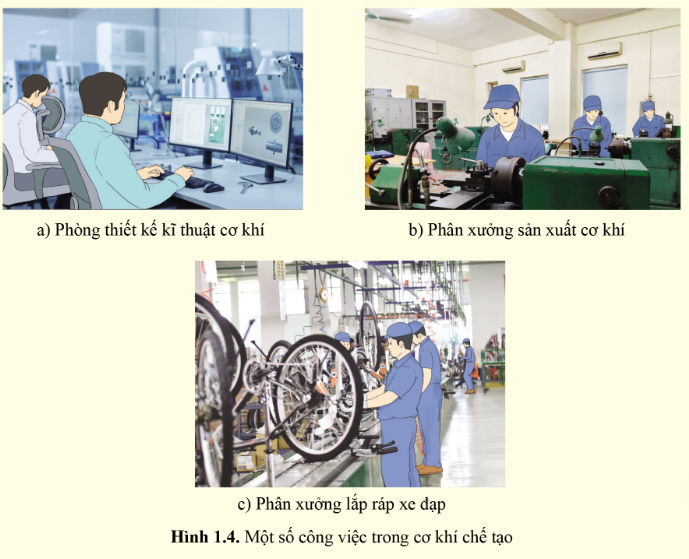 a) Phòng thiết kế kĩ thuật cơ khí
b) Phân xưởng sản xuất cơ khí
c) Phân xưởng lắp ráp xe đạp
Hình 1.4. Một số công việc trong cơ khí chế tạo